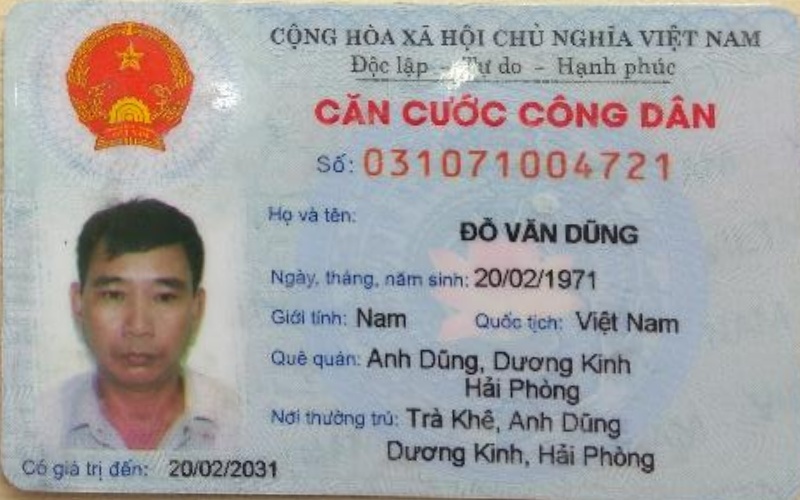 CỘNG HÒA XÃ HỘI CHỦ NGHĨA VIỆT NAM
Độc lập - Tự do - Hạnh phúc
CĂN CƯỚC CÔNG DÂN
Số: 031071004721
Họ và tên:
ĐỖ VĂN DŨNG
Ngày, tháng, năm sinh: 20/02/1971
Giới tính: Nam Quốc tịch: Việt Nam
Quê quán: Anh Dũng, Dương Kinh
Hải Phòng
Nơi thường trú: Trà Khê, Anh Dũng
Dương Kinh, Hải Phòng
Có giá trị đến: 20/02/2031